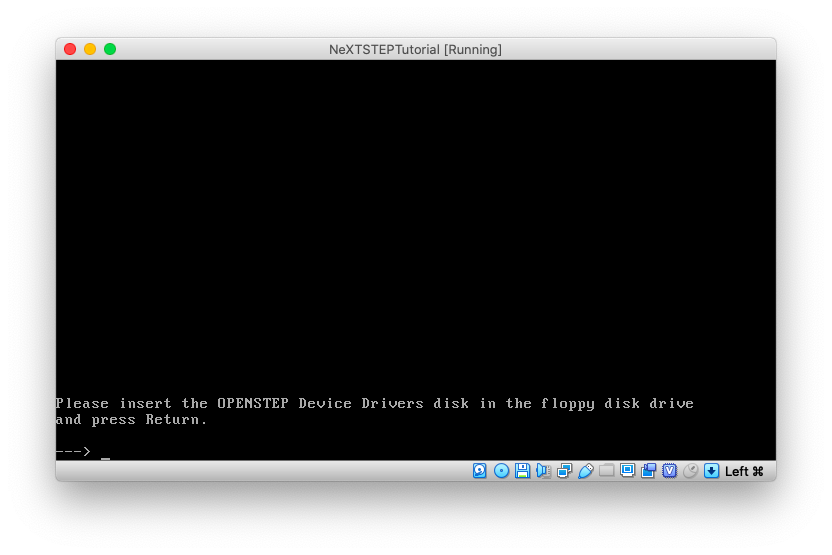 NeXTSTEPTutorial [Running]
Please insert the OPENSTEP Device Drivers disk in the floppy disk drive
and press Return.
---> _
Left ⌘